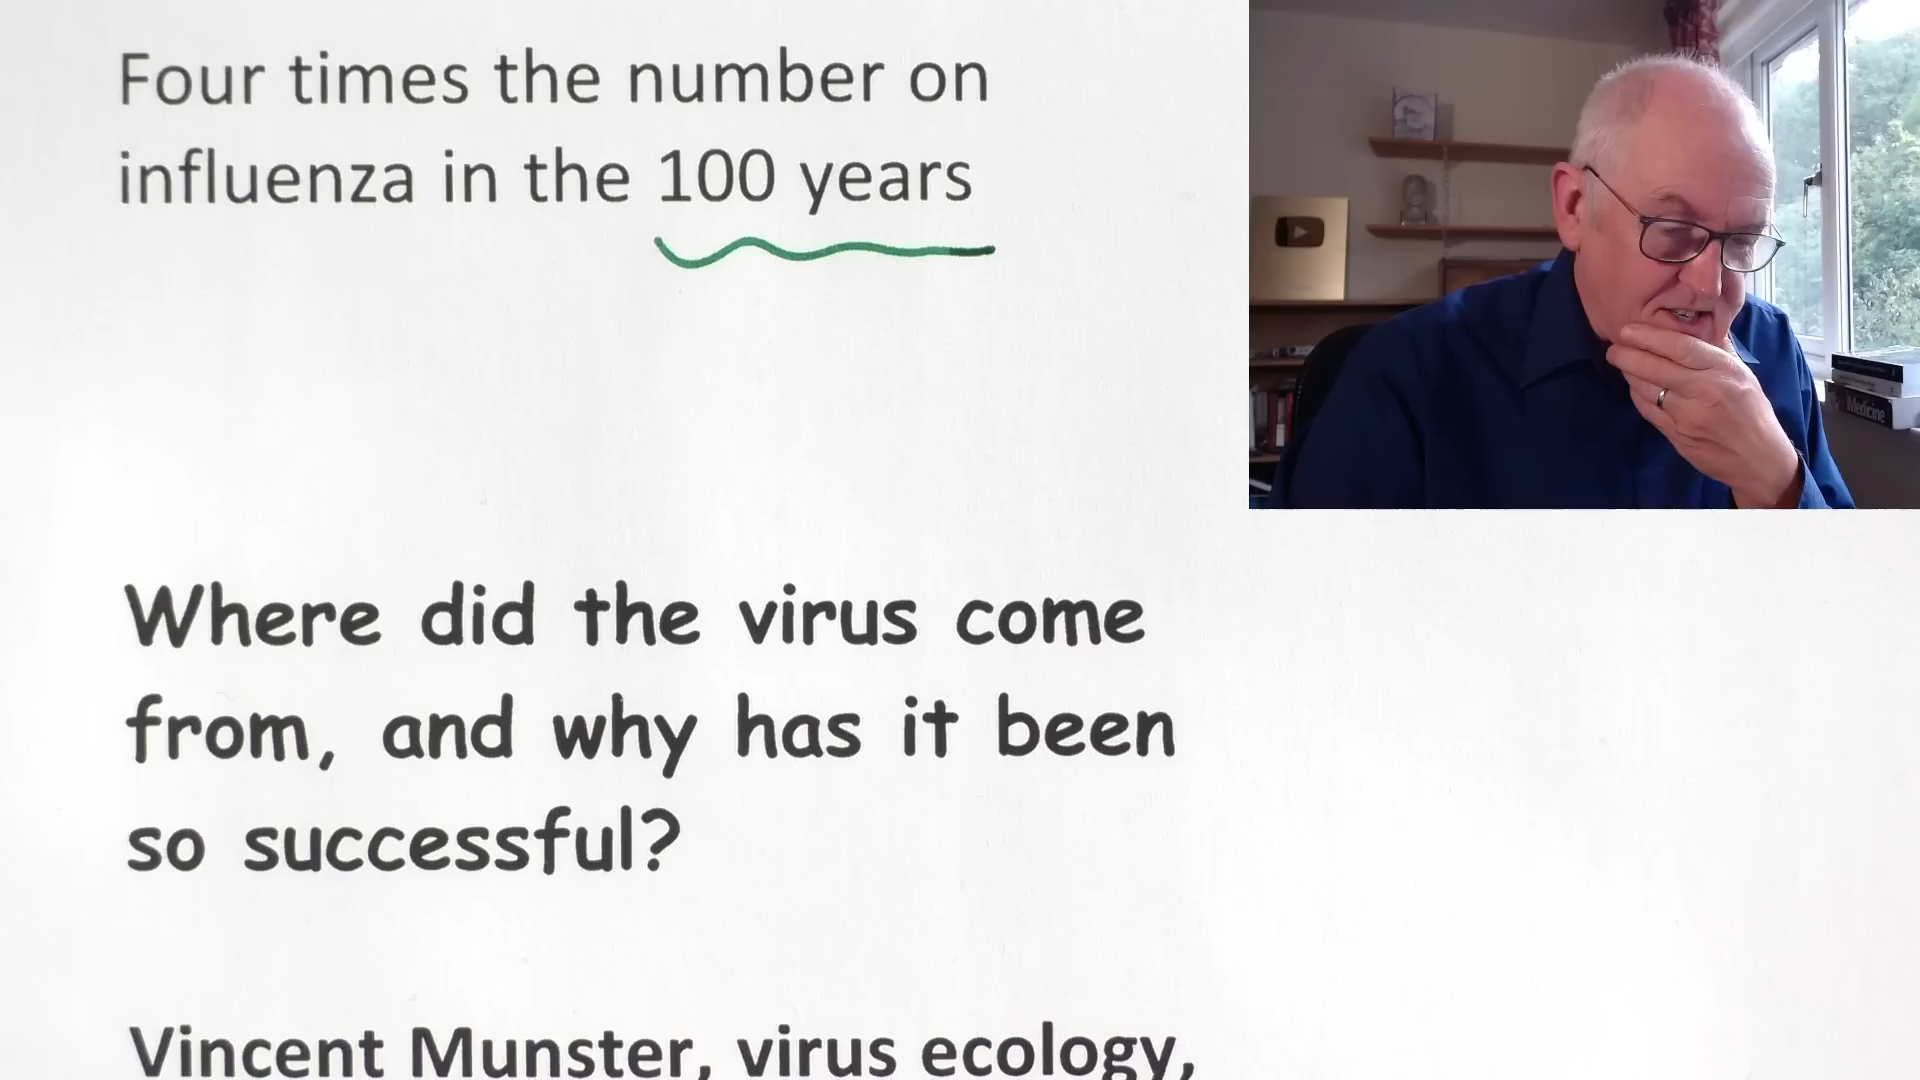 Four times the number on
influenza in the 100 years
Where did the virus come
from, and why has it been
so successful?
Vincent Munster, virus ecology,
Medicine